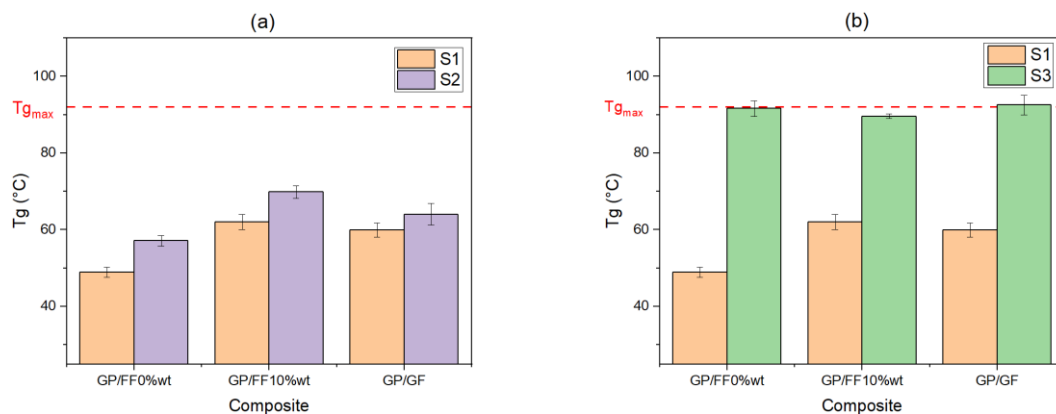 (a)
S1
S2
100
80
60
40
Tg (°C)
Tgmax
GP/FF0%wt
GP/FF10%wt
GP/GF
Composite
(b)
S1
S3
100
80
60
40
Tg (°C)
Tgmax
GP/FF0%wt
GP/FF10%wt
GP/GF
Composite